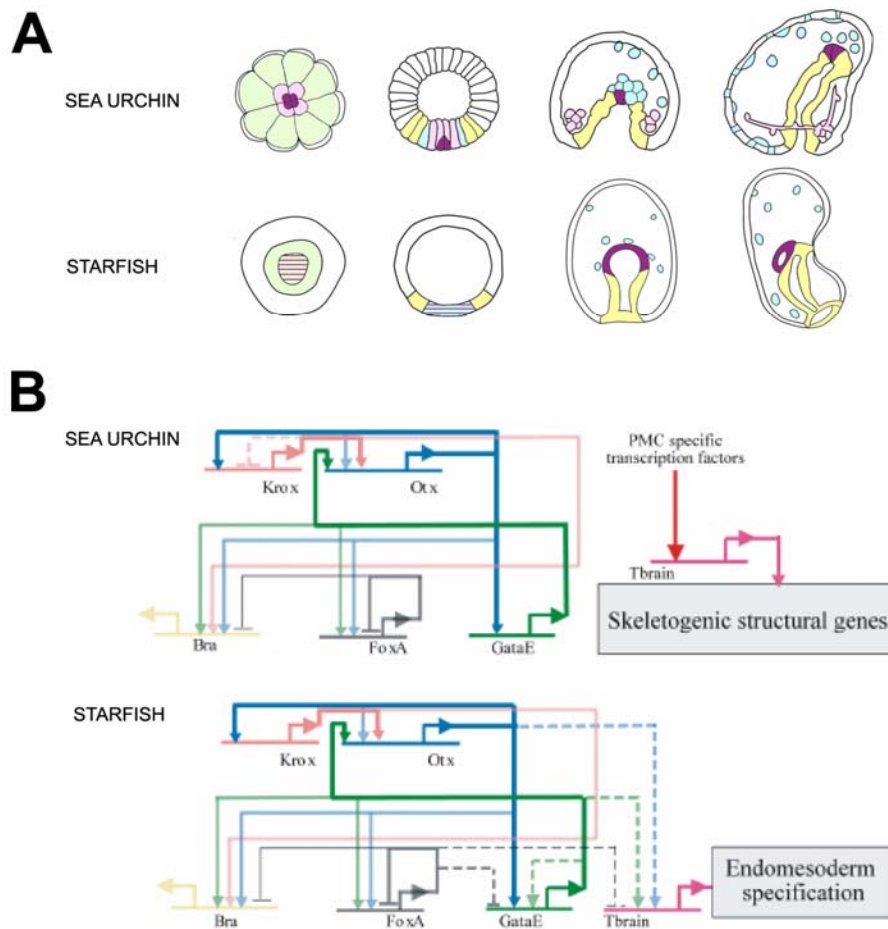 A
SEA URCHIN
STARFISH
B
SEA URCHIN
PMC specific
transcription factors
Krox
Otx
Tbrain
Skeletogenic structural genes
Bra
FoxA
GataE
STARFISH
Krox
Otx
Endomesoderm
specification
Bra
FoxA
GataE
Tbrain